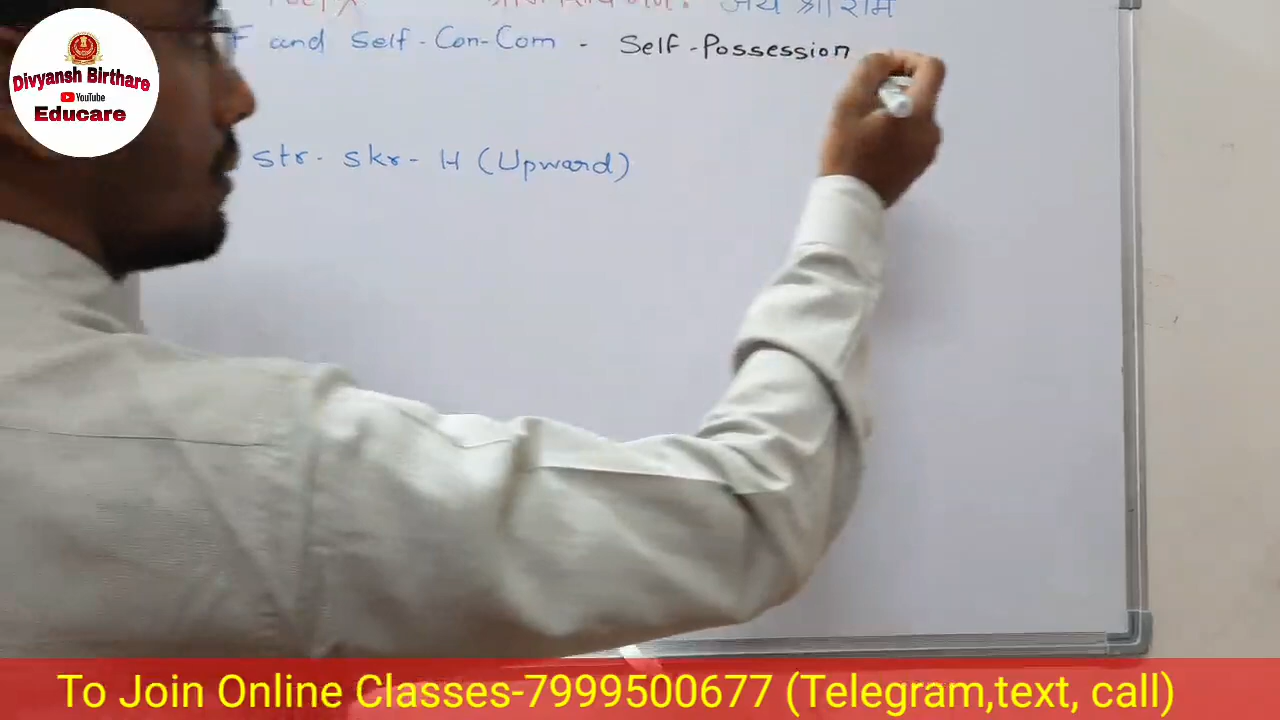 जय श्री राम
F and Self-Con-Com - Self-Possession
str- skr- H (Upward)
Divyansh Birthare
YouTube
Educare
To Join Online Classes-7999500677 (Telegram,text, call)